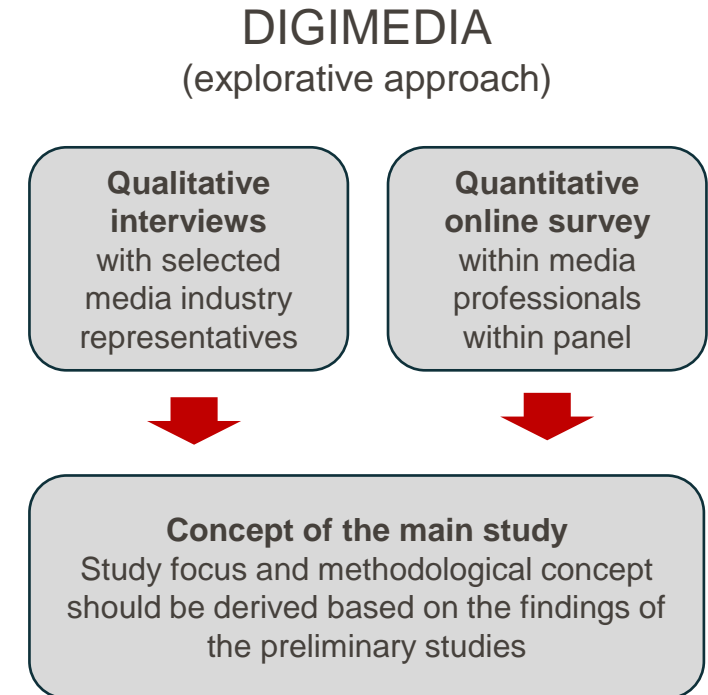 DIGIMEDIA
(explorative approach)
Qualitative
interviews
with selected
media industry
representatives
Quantitative
online survey
within media
professionals
within panel
Concept of the main study
Study focus and methodological concept
should be derived based on the findings of
the preliminary studies